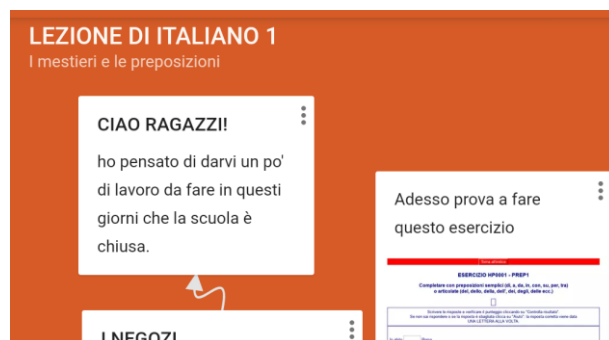 LEZIONE DI ITALIANO 1
I mestieri e le preposizioni
CIAO RAGAZZI!
ho pensato di darvi un po'
di lavoro da fare in questi
giorni che la scuola è
chiusa.
I NEGOZI
Adesso prova a fare
questo esercizio
ESERCIZIO HP0001 - PREP1
Completare con preposizioni semplici (di, a, da, in, con, su, per, tra)
o articolate (del, dello, della, dell', dei, degli, delle ecc.)